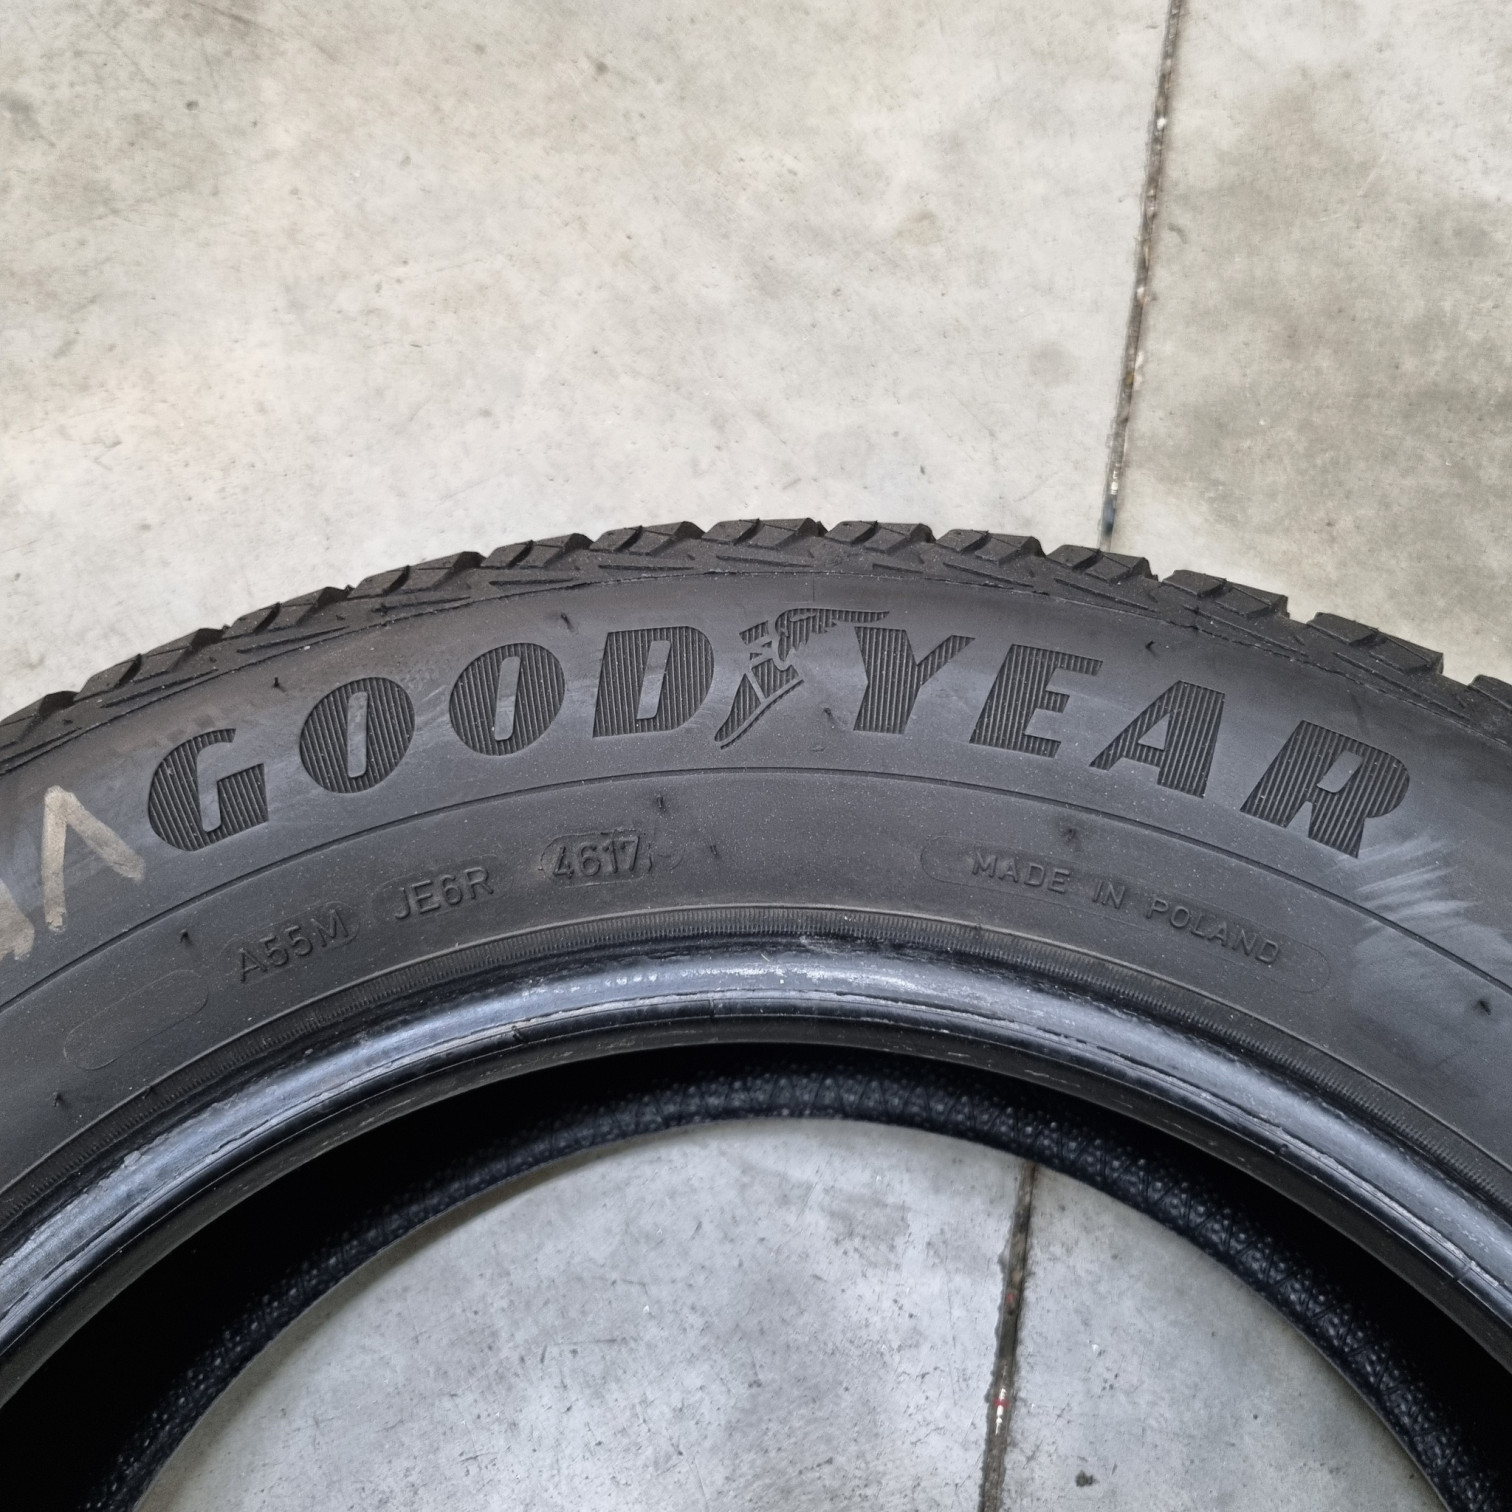 GOODYEAR
A55M JE6R 4617
MADE IN POLAND